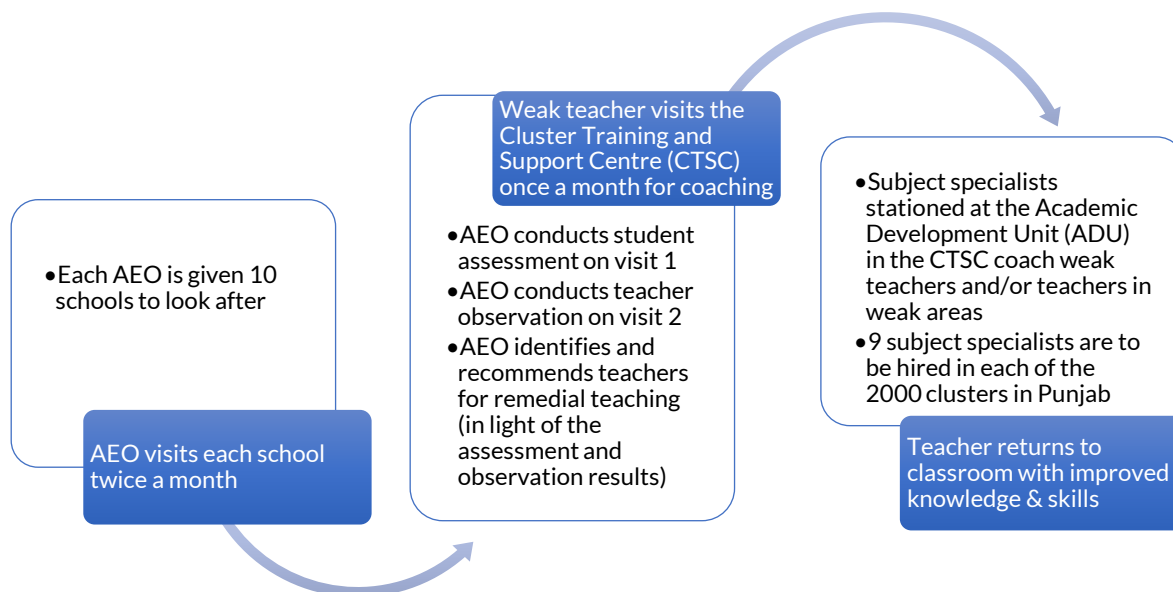 •Each AEO is given 10
schools to look after
AEO visits each school
twice a month
Weak teacher visits the
Cluster Training and
Support Centre (CTSC)
once a month for coaching
•AEO conducts student
assessment on visit 1
•AEO conducts teacher
observation on visit 2
•AEO identifies and
recommends teachers
for remedial teaching
(in light of the
assessment and
observation results)
•Subject specialists
stationed at the Academic
Development Unit (ADU)
in the CTSC coach weak
teachers and/or teachers in
weak areas
•9 subject specialists are to
be hired in each of the
2000 clusters in Punjab
Teacher returns to
classroom with improved
knowledge & skills